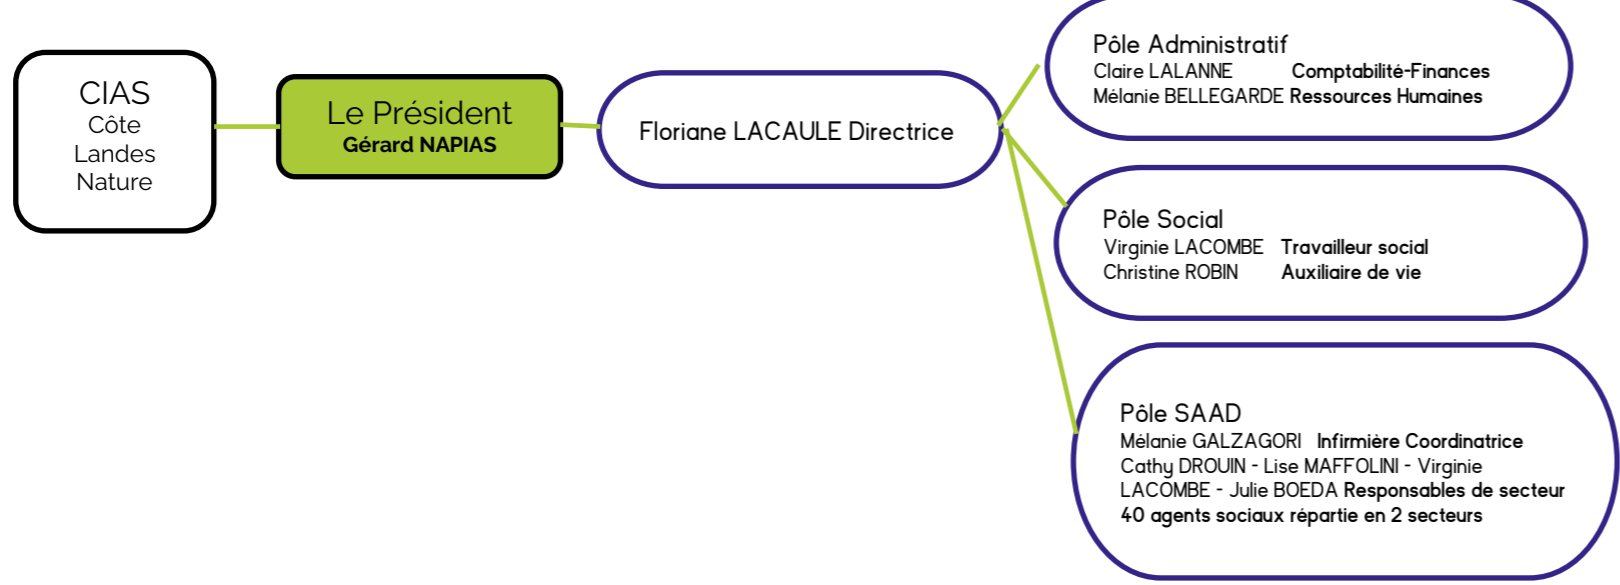 CIAS
Côte
Landes
Nature
Le Président
Gérard NAPIAS
Floriane LACAULE Directrice
Pôle Administratif
Claire LALANNE Comptabilité-Finances
Mélanie BELLEGARDE Ressources Humaines
Pôle Social
Virginie LACOMBE Travailleur social
Christine ROBIN Auxiliaire de vie
Pôle SAAD
Mélanie GALZAGORI Infirmière Coordinatrice
Cathy DROUIN - Lise MAFFOLINI - Virginie
LACOMBE - Julie BOEDA Responsables de secteur
40 agents sociaux répartie en 2 secteurs